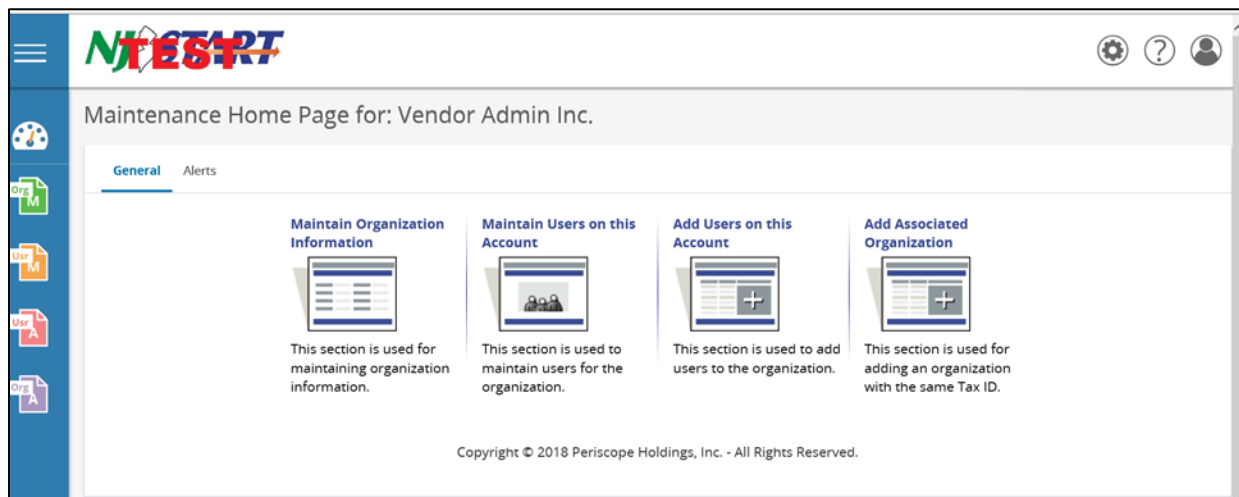 NJSTART
TEST
Maintenance Home Page for: Vendor Admin Inc.
General Alerts
Maintain Organization
Information
This section is used for
maintaining organization
information.
Maintain Users on this
Account
This section is used to
maintain users for the
organization.
Add Users on this
Account
This section is used to add
users to the organization.
Add Associated
Organization
This section is used for
adding an organization
with the same Tax ID.
Org
M
Usr
M
Usr
A
Org
A
Copyright © 2018 Periscope Holdings, Inc. - All Rights Reserved.